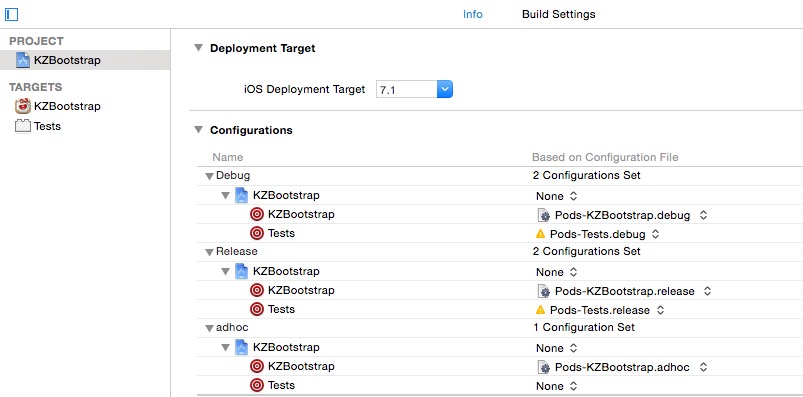 Info Build Settings
PROJECT
KZBootstrap
TARGETS
KZBootstrap
Tests
Deployment Target
iOS Deployment Target 7.1
Configurations
Name Based on Configuration File
Debug 2 Configurations Set
KZBootstrap None
KZBootstrap Pods-KZBootstrap.debug
Tests Pods-Tests.debug
Release 2 Configurations Set
KZBootstrap None
KZBootstrap Pods-KZBootstrap.release
Tests Pods-Tests.release
adhoc 1 Configuration Set
KZBootstrap None
KZBootstrap Pods-KZBootstrap.adhoc
Tests None